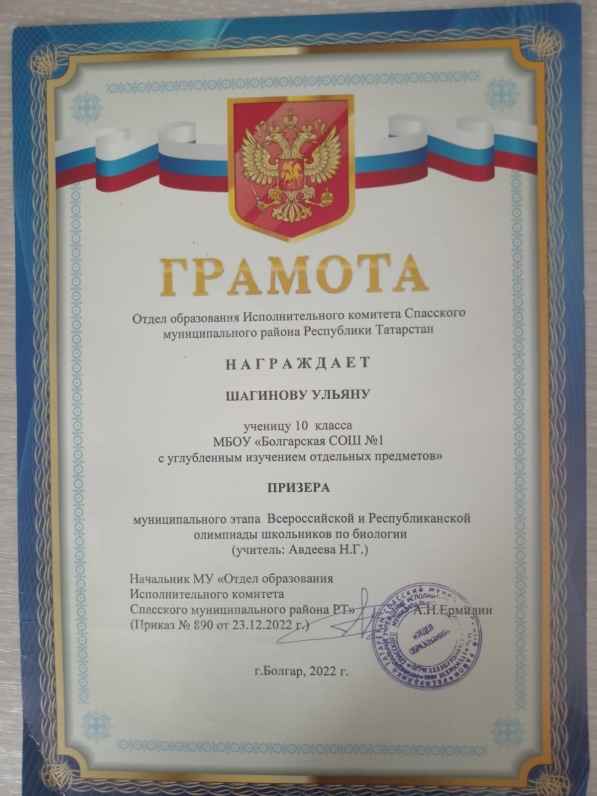 ГРАМОТА
Отдел образования Исполнительного комитета Спасского
муниципального района Республики Татарстан
НАГРАЖДАЕТ
ШАГИНОВУ УЛЬЯНУ
ученицу 10 класса
МБОУ «Болгарская СОШ №1
с углубленным изучением отдельных предметов»
ПРИЗЕРА
муниципального этапа Всероссийской и Республиканской
олимпиады школьников по биологии
(учитель: Авдеева Н.Г.)
Начальник МУ «Отдел образования
Исполнительного комитета
Спасского муниципального района РТ» А.Н.Ермилин
(Приказ № 890 от 23.12.2022 г.)
«ОТДЕЛ
ОБРАЗОВАНИЯ»
г.Болгар, 2022 г.